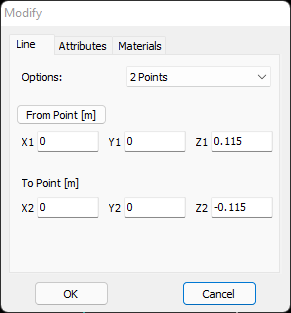 Modify
Line Attributes Materials
Options: 2 Points
From Point [m]
X1 0 Y1 0 Z1 0.115
To Point [m]
X2 0 Y2 0 Z2 -0.115
OK Cancel